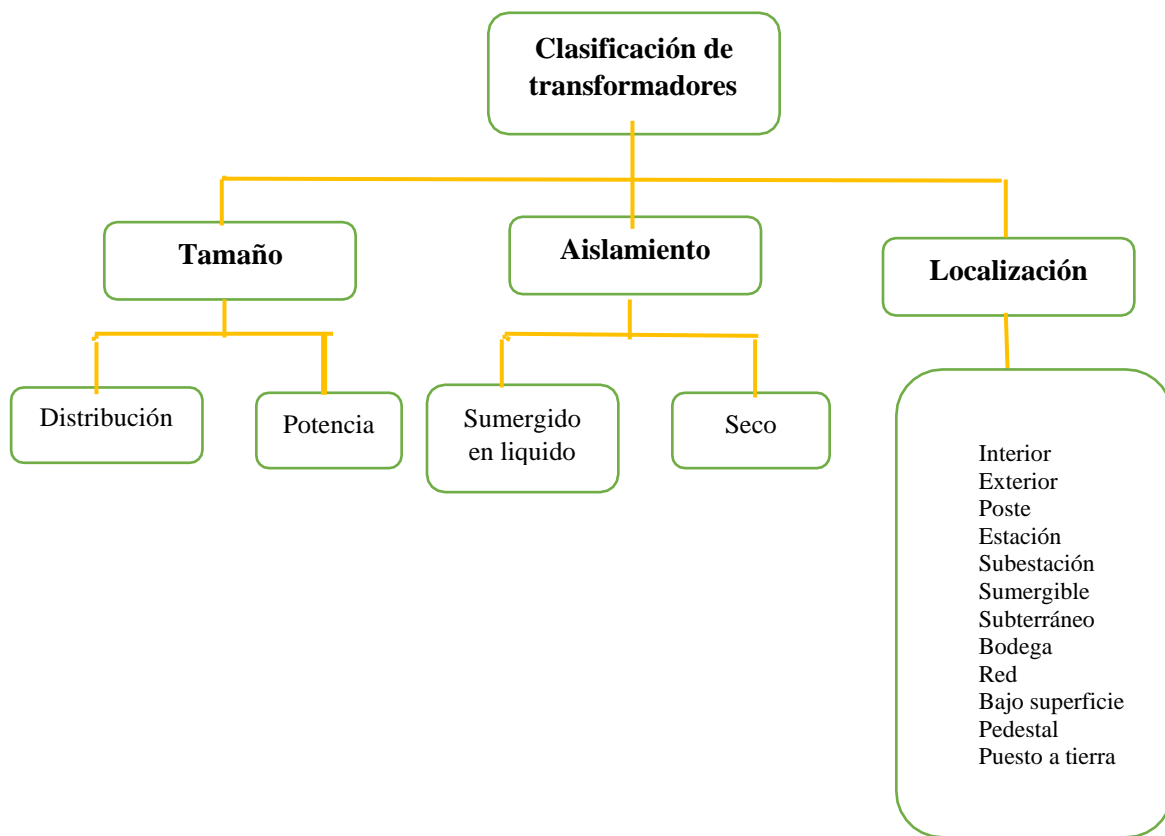 Clasificación de
transformadores
Tamaño
Aislamiento
Localización
Distribución
Potencia
Sumergido
en liquido
Seco
Interior
Exterior
Poste
Estación
Subestación
Sumergible
Subterráneo
Bodega
Red
Bajo superficie
Pedestal
Puesto a tierra